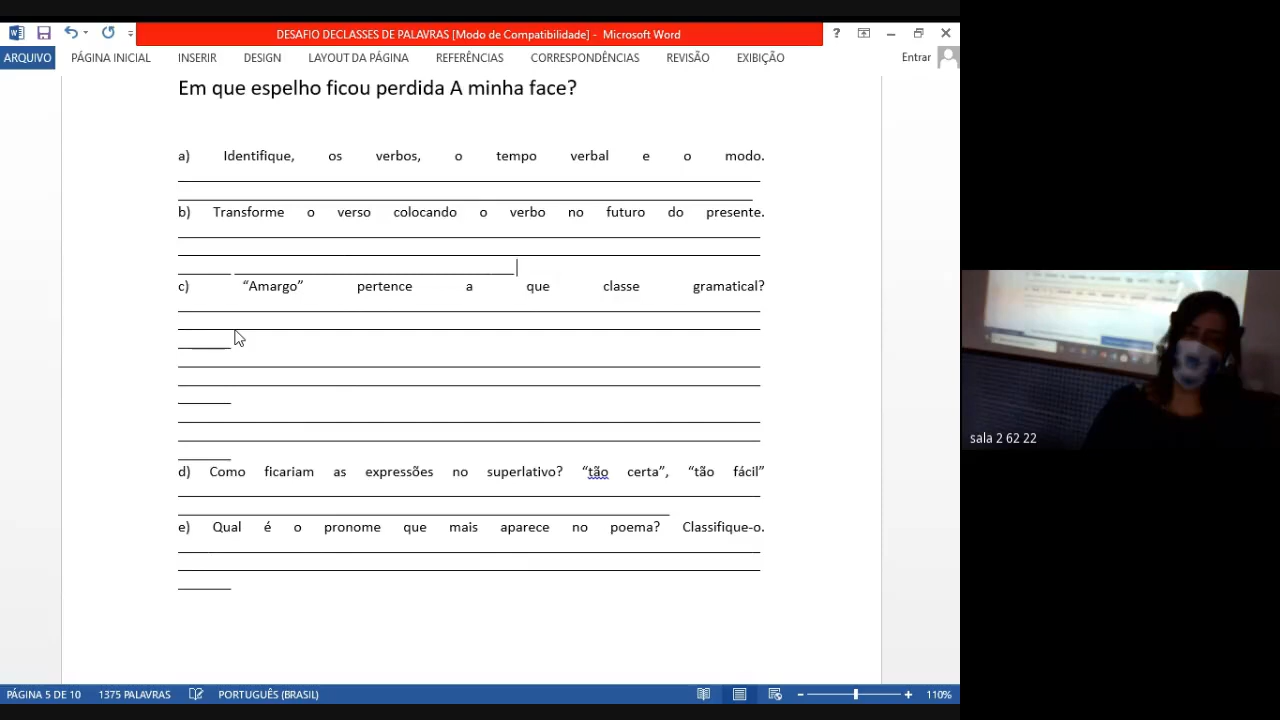 DESAFIO DECLASSES DE PALAVRAS [Modo de Compatibilidade] - Microsoft Word
?
ARQUIVO PÁGINA INICIAL INSERIR DESIGN LAYOUT DA PÁGINA REFERÊNCIAS CORRESPONDÊNCIAS REVISÃO EXIBIÇÃO Entrar
Em que espelho ficou perdida A minha face?
a) Identifique, os verbos, o tempo verbal e o modo.
b) Transforme o verso colocando o verbo no futuro do presente.
c) “Amargo” pertence a que classe gramatical?
d) Como ficariam as expressões no superlativo? “tão certa”, “tão fácil”
e) Qual é o pronome que mais aparece no poema? Classifique-o.
PÁGINA 5 DE 10 1375 PALAVRAS PORTUGUÊS (BRASIL) 110%
sala 2 62 22